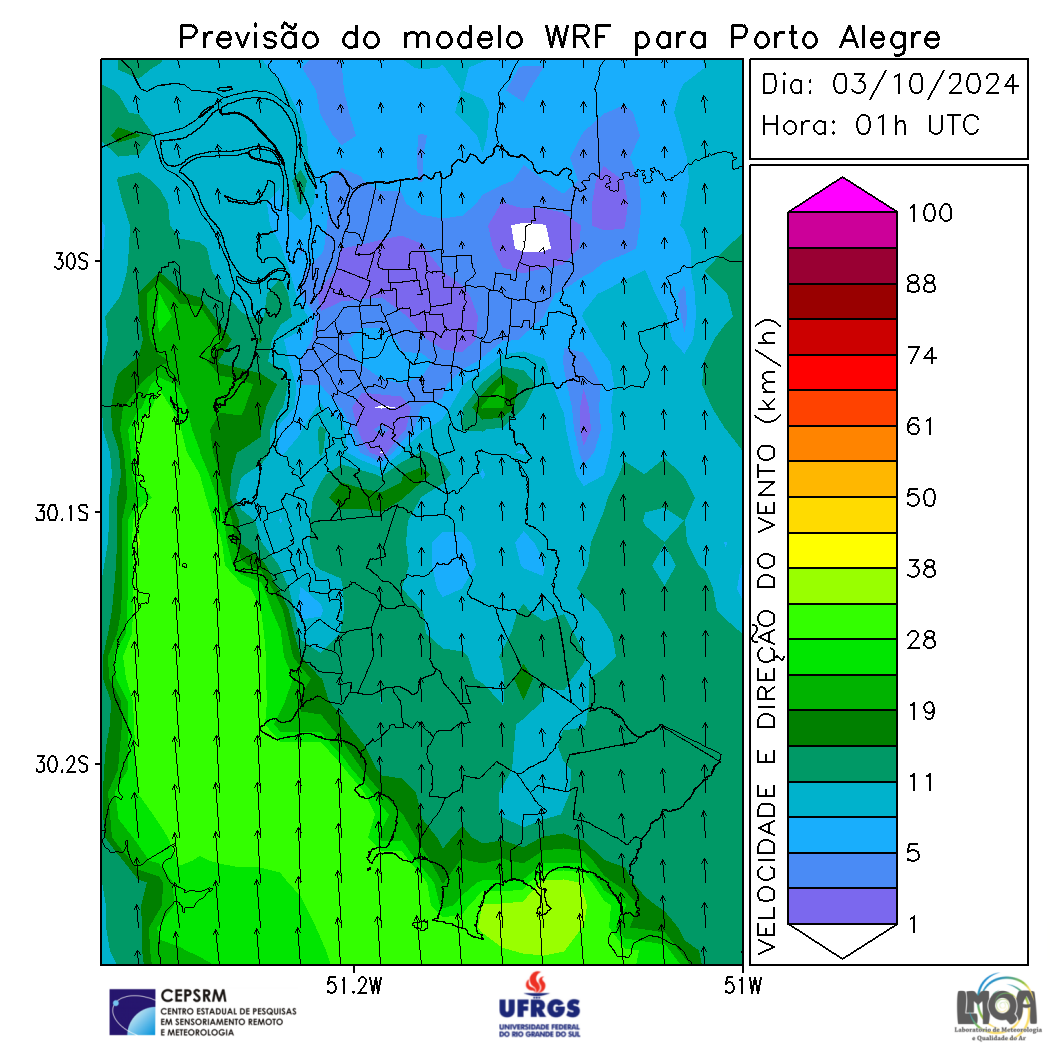 Previsão do modelo WRF para Porto Alegre
Dia: 03/10/2024
Hora: 01h UTC
30S
30.1S
30.2S
51.2W
51W
VELOCIDADE E DIREÇÃO DO VENTO (km/h)
100
88
74
61
50
38
28
19
11
5
1
CEPSRM
CENTRO ESTADUAL DE PESQUISAS
EM SENSORIAMENTO REMOTO
E METEOROLOGIA
UFRGS
UNIVERSIDADE FEDERAL
DO RIO GRANDE DO SUL
LMQA
Laboratório de Meteorologia
e Qualidade do Ar